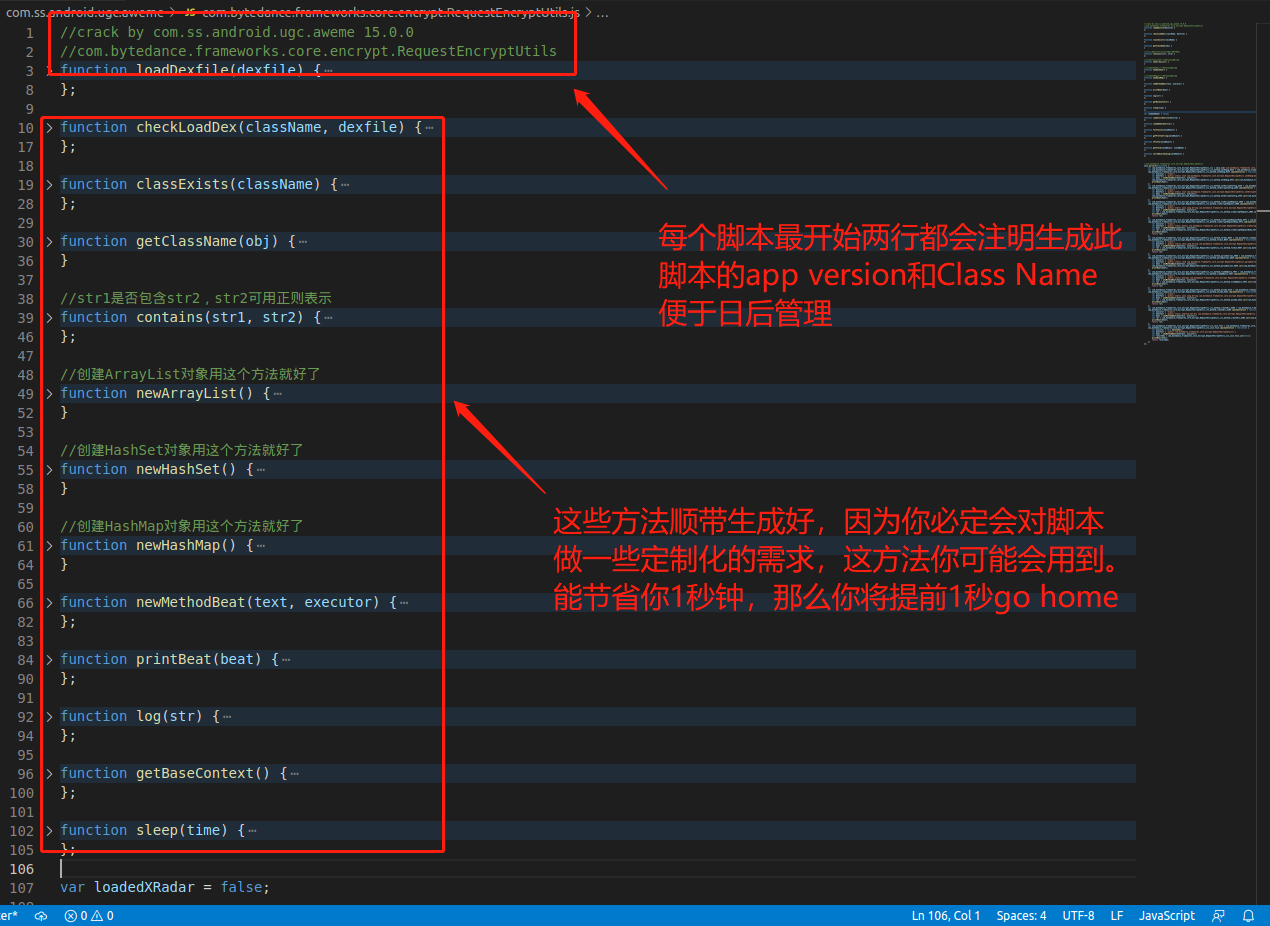 com.ss.android.ugc.aweme > JS com.bytedance.frameworks.core.encrypt.RequestEncryptUtils.js > ...
1 //crack by com.ss.android.ugc.aweme 15.0.0
2 //com.bytedance.frameworks.core.encrypt.RequestEncryptUtils
3 function loadDexfile(dexfile) {⋯
8 };
9
10 > function checkLoadDex(className, dexfile) {⋯
17 };
18
19 > function classExists(className) {⋯
28 };
29
30 > function getClassName(obj) {⋯
36 }
37
38 //str1是否包含str2，str2可用正则表示
39 > function contains(str1, str2) {⋯
46 };
47
48 //创建ArrayList对象用这个方法就好了
49 > function newArrayList() {⋯
52 }
53
54 //创建HashSet对象用这个方法就好了
55 > function newHashSet() {⋯
58 }
59
60 //创建HashMap对象用这个方法就好了
61 > function newHashMap() {⋯
64 }
65
66 > function newMethodBeat(text, executor) {⋯
82 };
83
84 > function printBeat(beat) {⋯
90 };
91
92 > function log(str) {⋯
94 };
95
96 > function getBaseContext() {⋯
100 };
101
102 > function sleep(time) {⋯
105 };
106
107 var loadedXRadar = false;
每个脚本最开始两行都会注明生成此
脚本的app version和Class Name
便于日后管理
这些方法顺带生成好，因为你必定会对脚本
做一些定制化的需求，这方法你可能会用到。
能节省你1秒钟，那么你将提前1秒go home
er* 0 0 Ln 106, Col 1 Spaces: 4 UTF-8 LF JavaScript